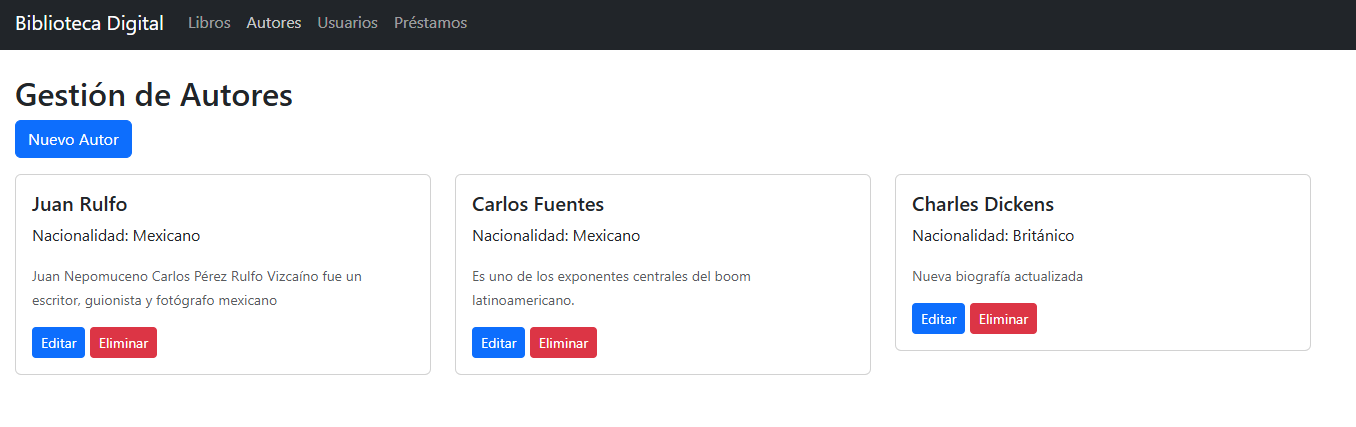 Biblioteca Digital Libros Autores Usuarios Préstamos
Gestión de Autores
Nuevo Autor
Juan Rulfo
Nacionalidad: Mexicano
Juan Nepomuceno Carlos Pérez Rulfo Vizcaíno fue un
escritor, guionista y fotógrafo mexicano
Editar Eliminar
Carlos Fuentes
Nacionalidad: Mexicano
Es uno de los exponentes centrales del boom
latinoamericano.
Editar Eliminar
Charles Dickens
Nacionalidad: Británico
Nueva biografía actualizada
Editar Eliminar